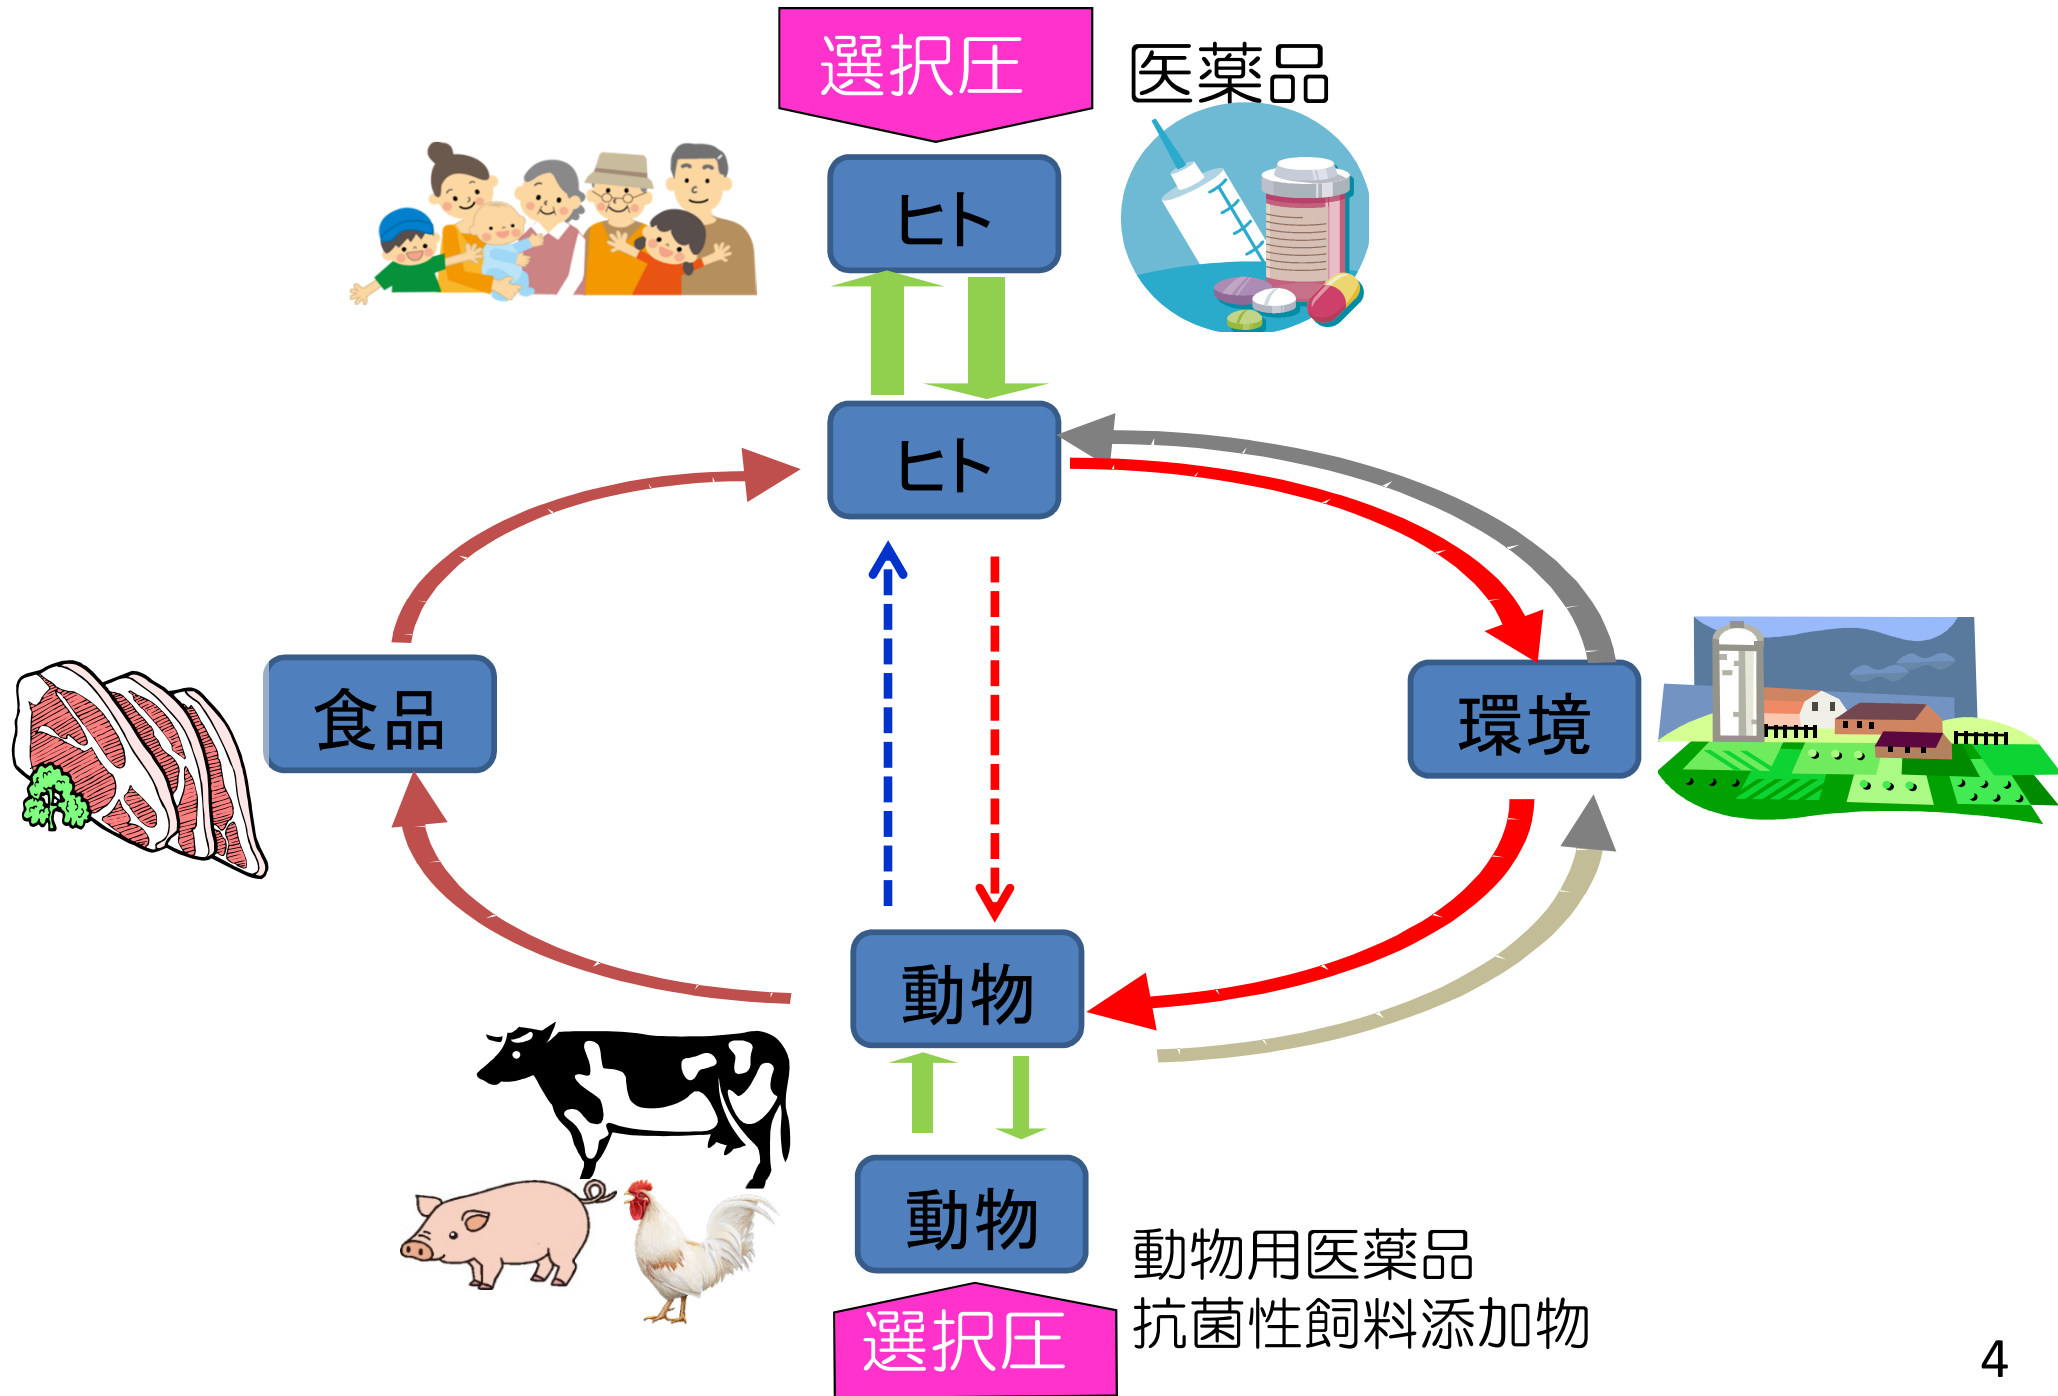 選択圧
医薬品
ヒト
ヒト
食品
環境
動物
動物
動物用医薬品
抗菌性飼料添加物
選択圧
4